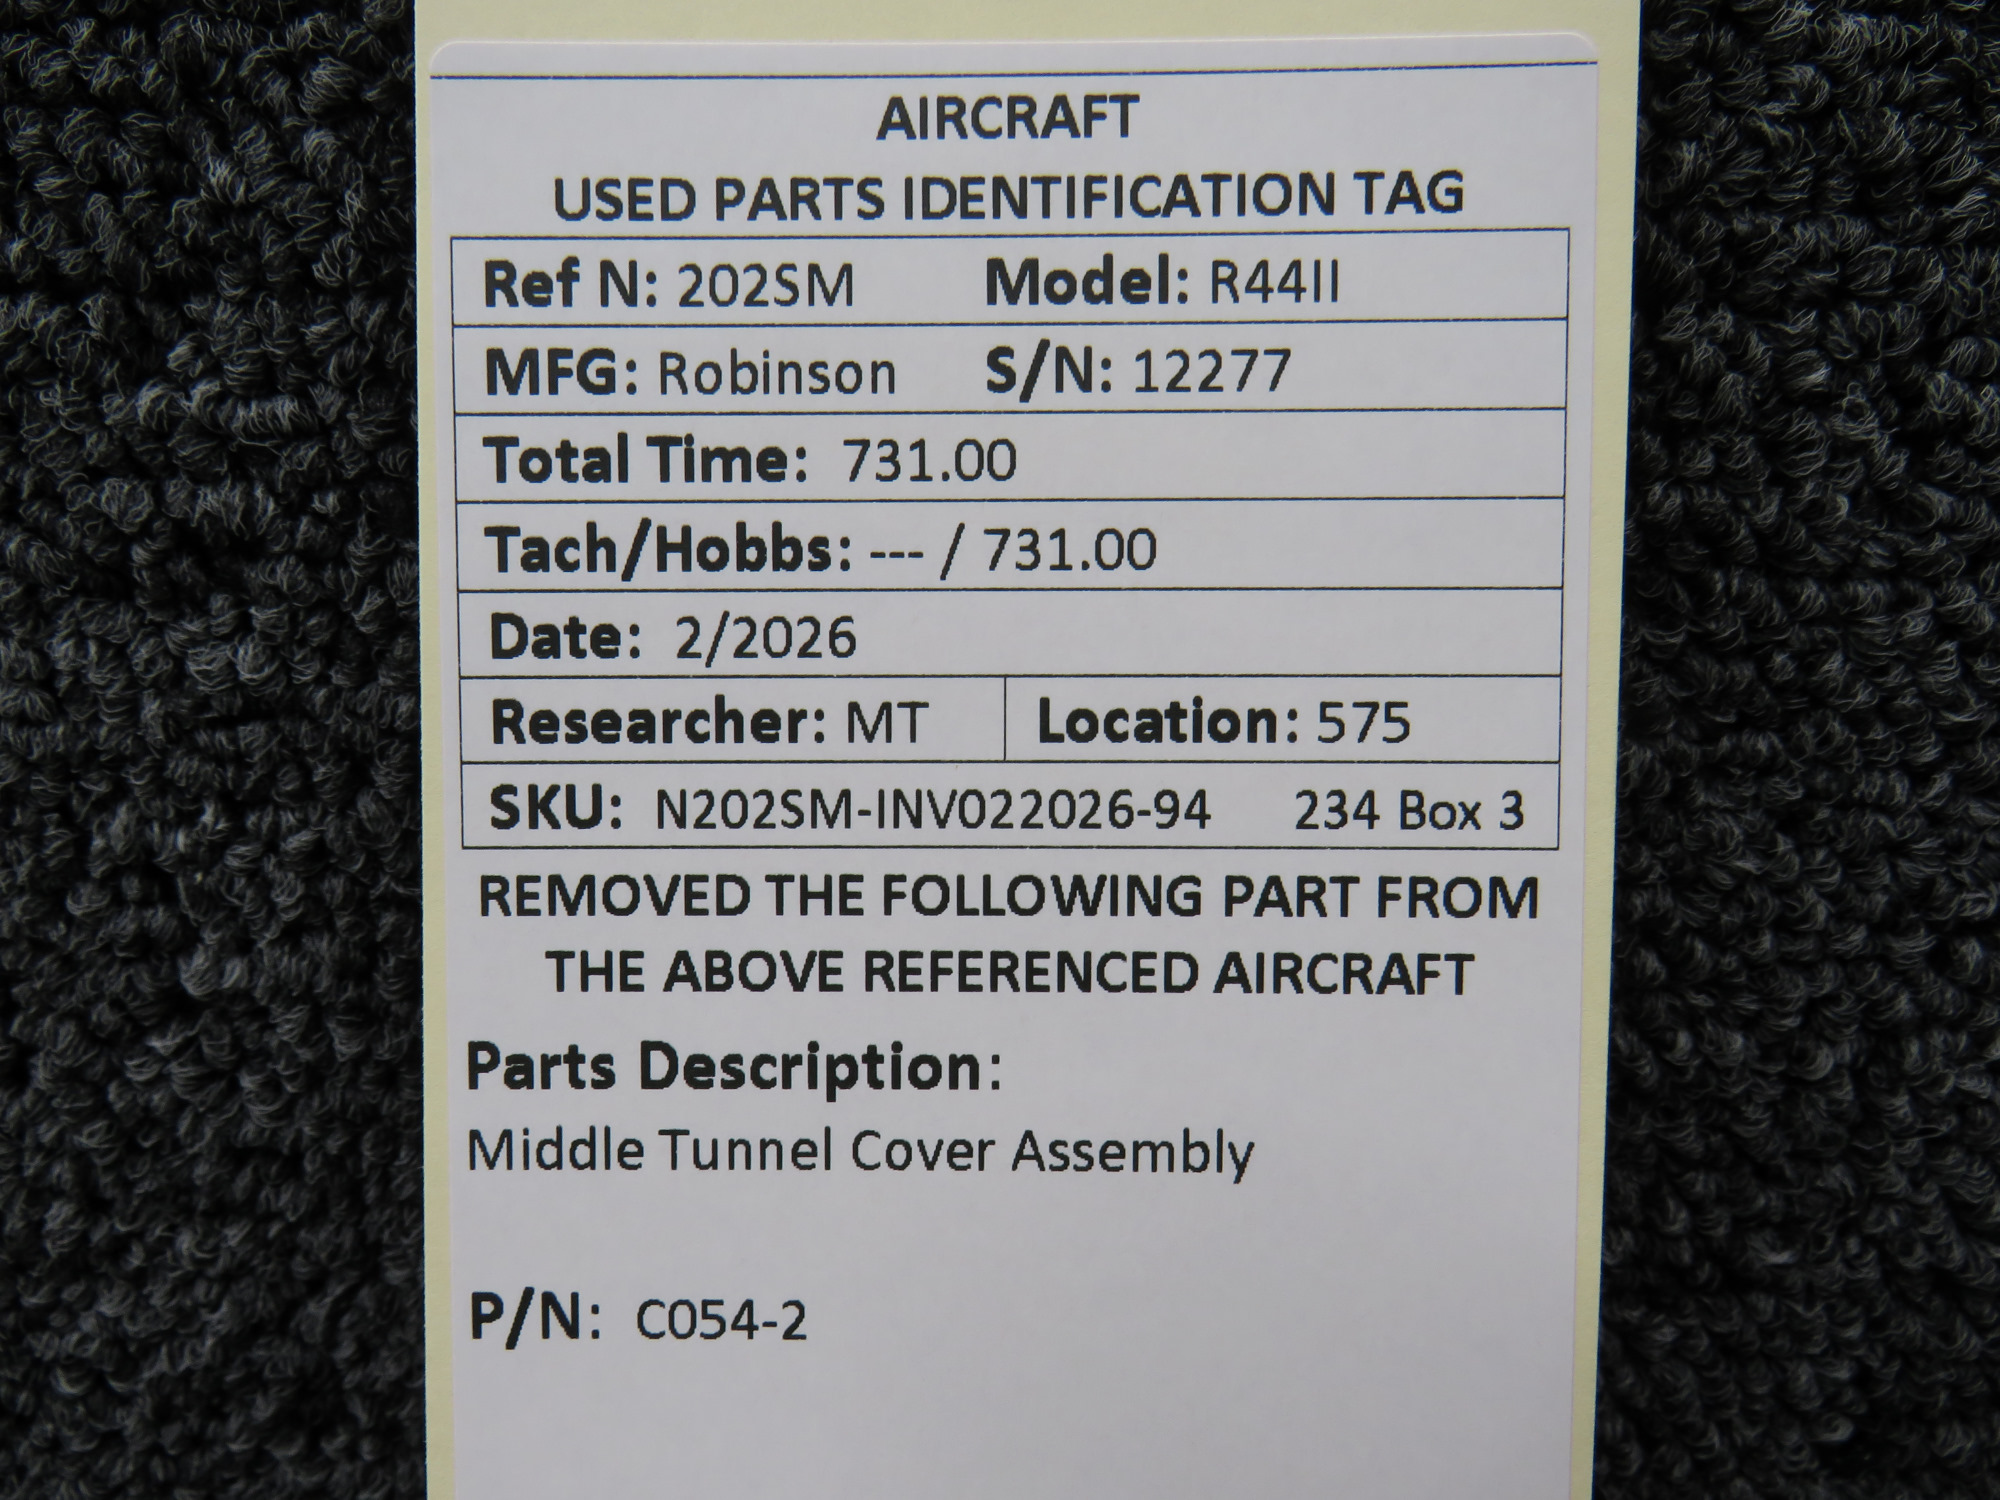 AIRCRAFT
USED PARTS IDENTIFICATION TAG
Ref N: 202SM Model: R44II
MFG: Robinson S/N: 12277
Total Time: 731.00
Tach/Hobbs: --- / 731.00
Date: 2/2026
Researcher: MT Location: 575
SKU: N202SM-INV022026-94 234 Box 3
REMOVED THE FOLLOWING PART FROM
THE ABOVE REFERENCED AIRCRAFT
Parts Description:
Middle Tunnel Cover Assembly
P/N: C054-2